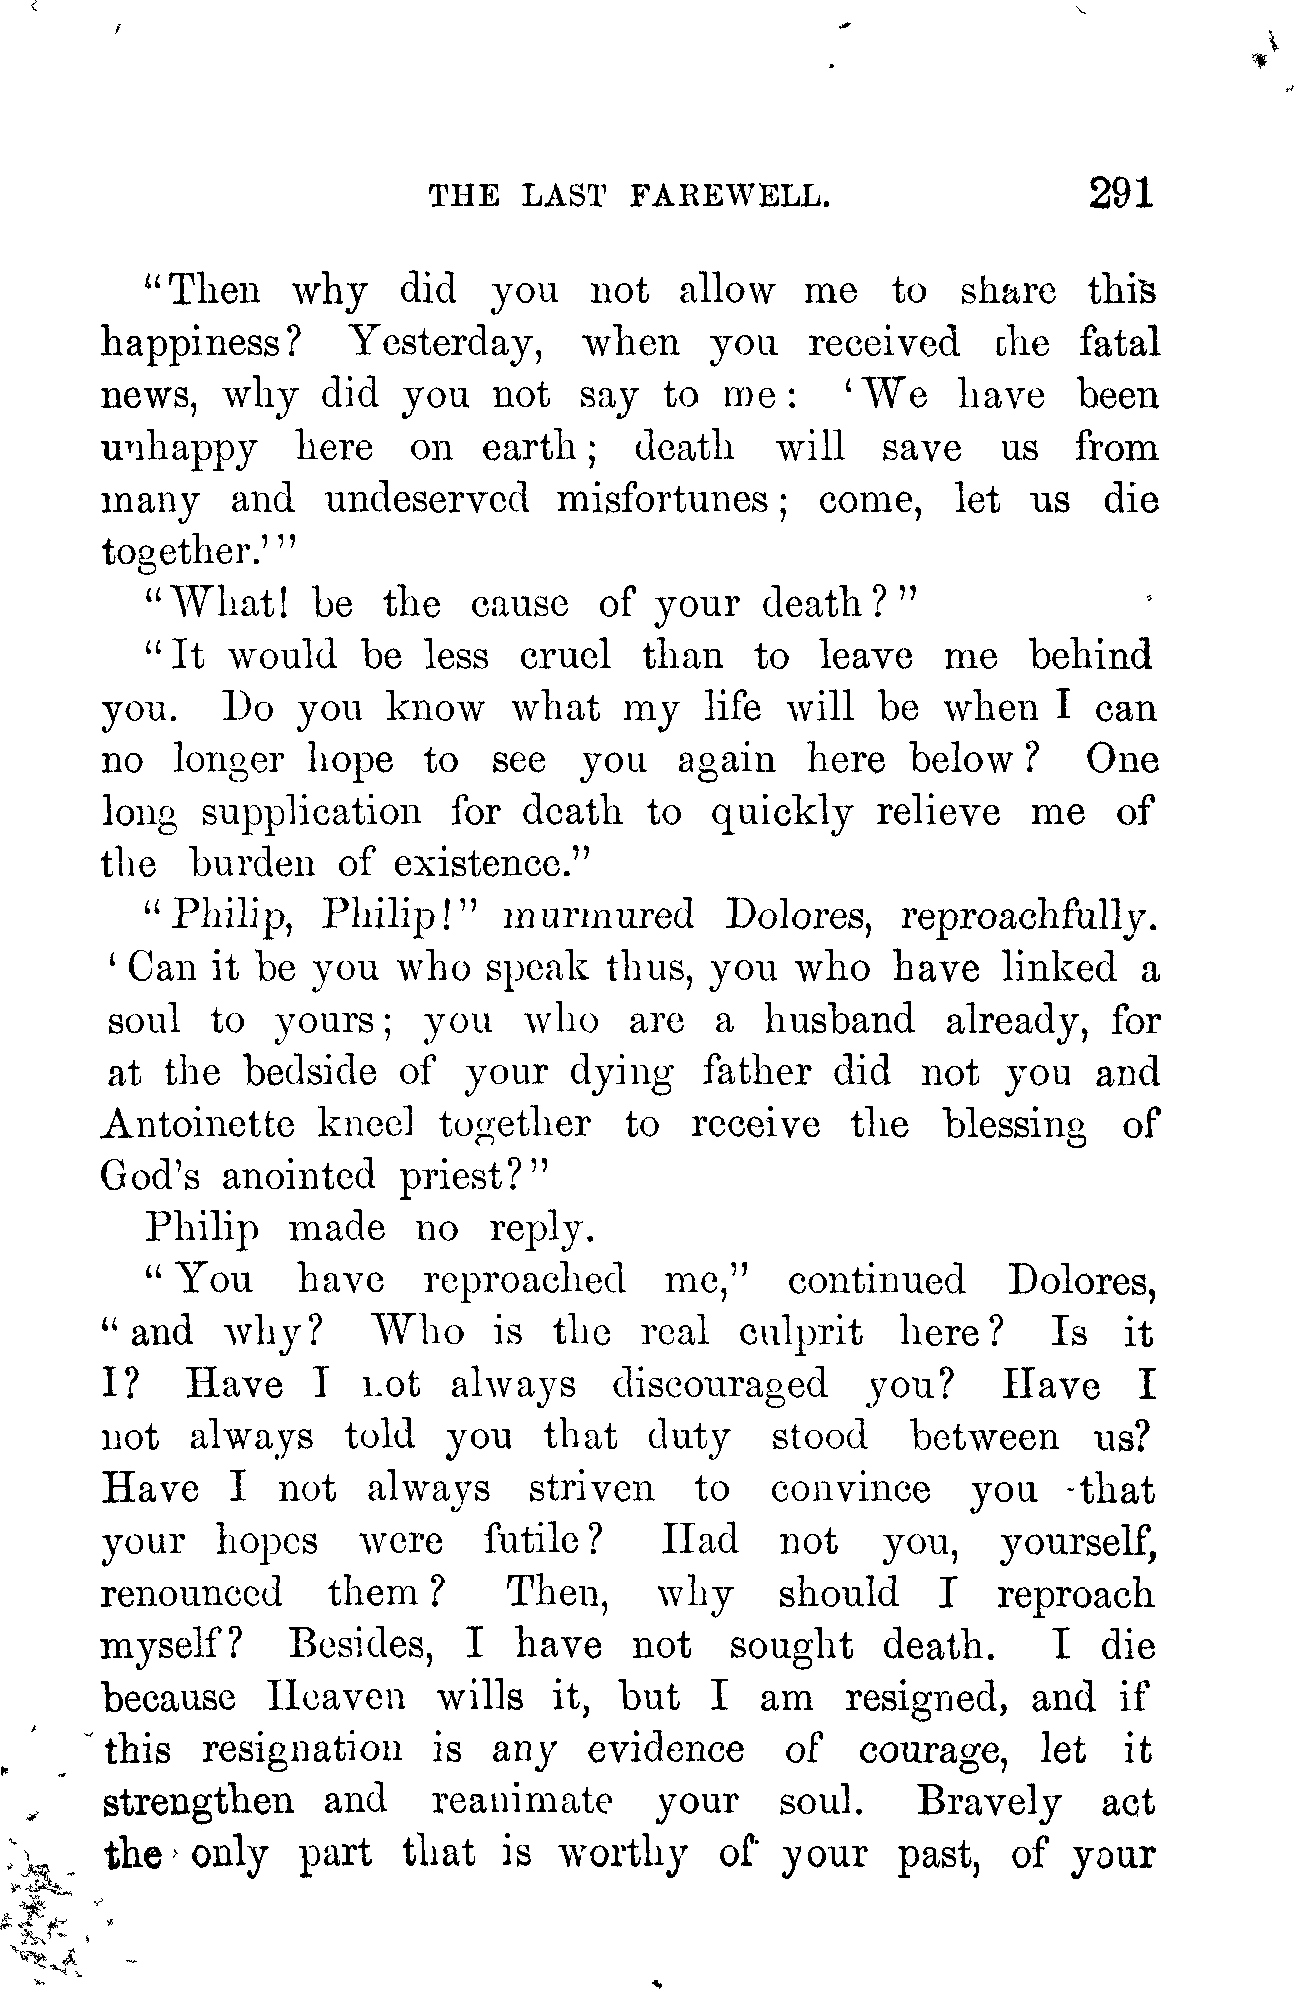 THE LAST FAREWELL. 291
"Then why did you not allow me to share this
happiness? Yesterday, when you received the fatal
news, why did you not say to me: 'We have been
unhappy here on earth; death will save us from
many and undeserved misfortunes; come, let us die
together.'"
"What! be the cause of your death?"
"It would be less cruel than to leave me behind
you. Do you know what my life will be when I can
no longer hope to see you again here below? One
long supplication for death to quickly relieve me of
the burden of existence."
"Philip, Philip!" murmured Dolores, reproachfully.
'Can it be you who speak thus, you who have linked a
soul to yours; you who are a husband already, for
at the bedside of your dying father did not you and
Antoinette kneel together to receive the blessing of
God's anointed priest?"
Philip made no reply.
"You have reproached me," continued Dolores,
"and why? Who is the real culprit here? Is it
I? Have I not always discouraged you? Have I
not always told you that duty stood between us?
Have I not always striven to convince you that
your hopes were futile? Had not you, yourself,
renounced them? Then, why should I reproach
myself? Besides, I have not sought death. I die
because Heaven wills it, but I am resigned, and if
this resignation is any evidence of courage, let it
strengthen and reanimate your soul. Bravely act
the only part that is worthy of your past, of your